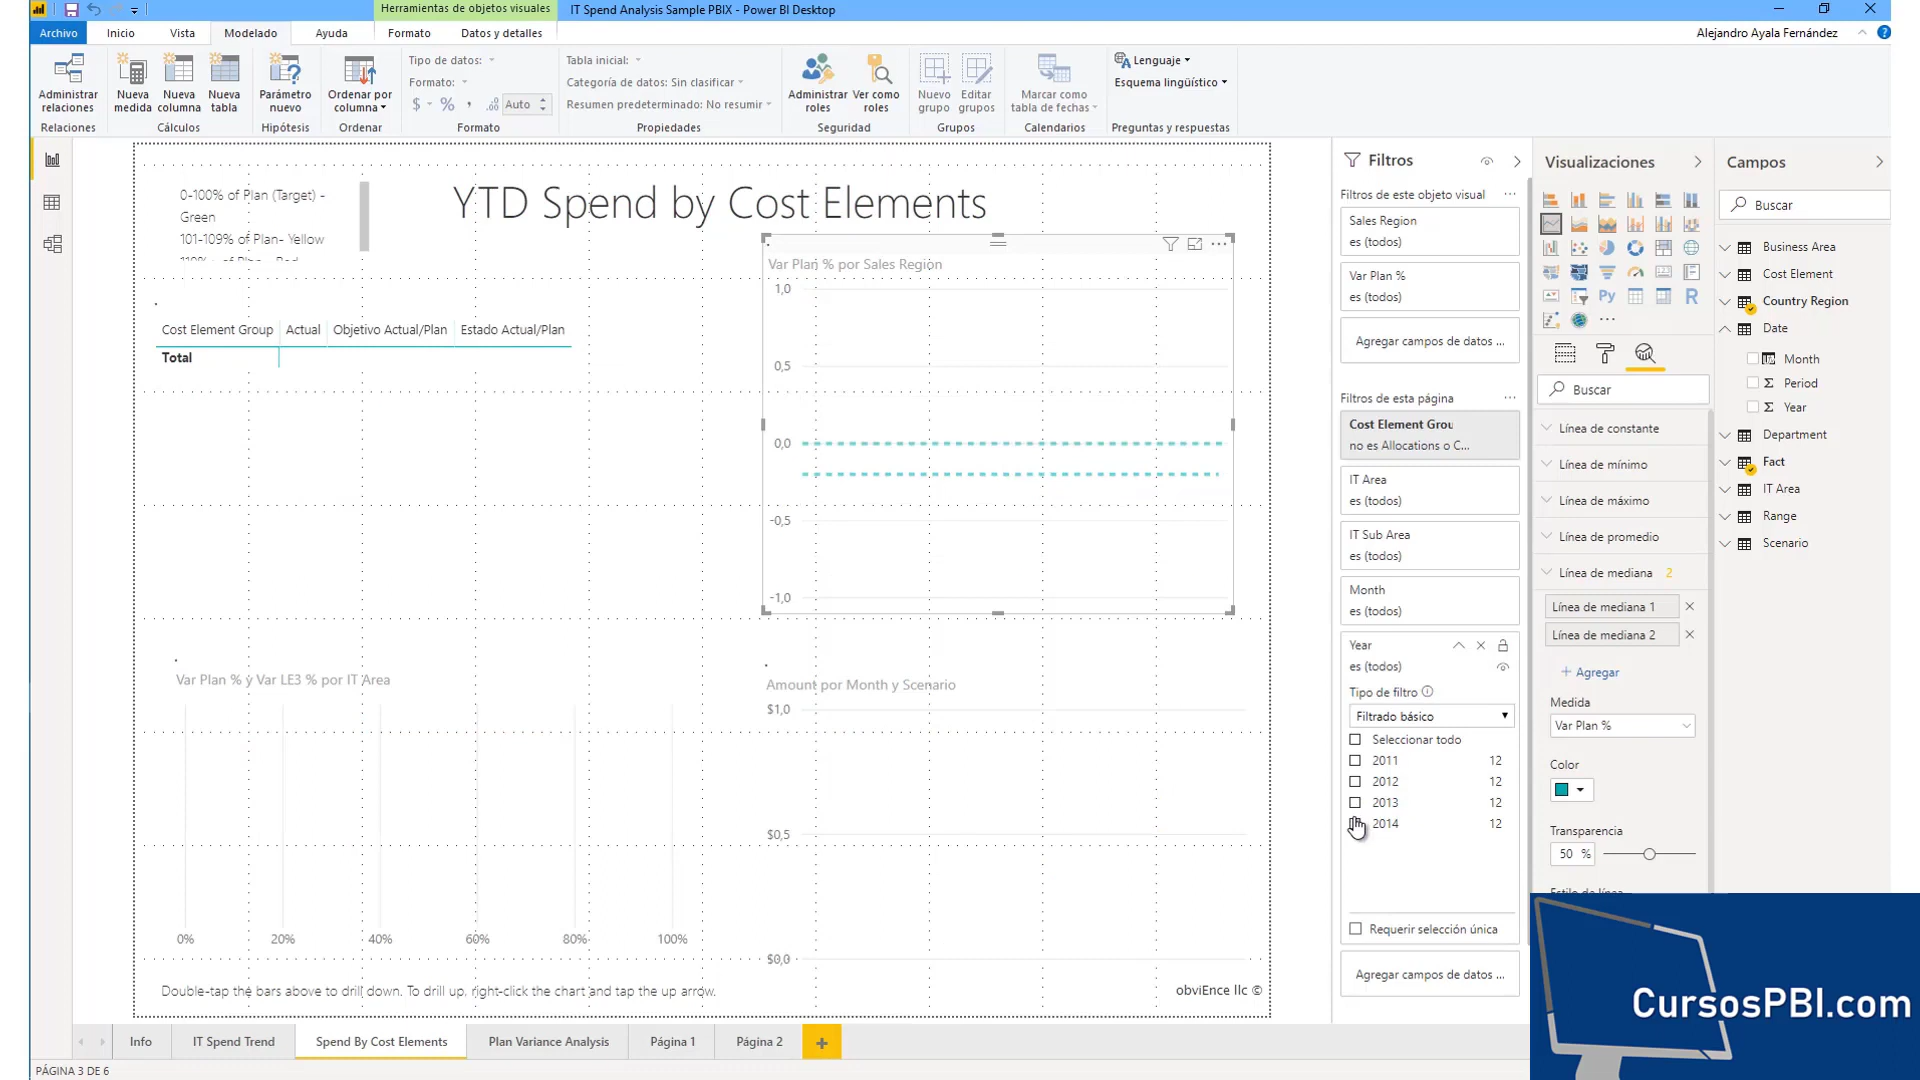 Herramientas de objetos visuales
IT Spend Analysis Sample PBIX - Power BI Desktop
Archivo
Inicio
Vista
Modelado
Ayuda
Formato
Datos y detalles
Alejandro Ayala Fernández
Administrar relaciones
Nueva medida
Nueva columna
Nueva tabla
Parámetro nuevo
Ordenar por columna
Tipo de datos:
Formato:
$ % , Auto
Tabla inicial:
Categoría de datos: Sin clasificar
Resumen predeterminado: No resumir
Administrar roles
Ver como roles
Nuevo grupo
Editar grupos
Marcar como tabla de fechas
Lenguaje
Esquema lingüístico
Relaciones
Cálculos
Hipótesis
Ordenar
Formato
Propiedades
Seguridad
Grupos
Calendarios
Preguntas y respuestas
0-100% of Plan (Target) -
Green
101-109% of Plan- Yellow
YTD Spend by Cost Elements
Var Plan % por Sales Region
1,0
0,5
0,0
-0,5
-1,0
Cost Element Group
Actual
Objetivo Actual/Plan
Estado Actual/Plan
Total
Var Plan % y Var LE3 % por IT Area
0%
20%
40%
60%
80%
100%
Amount por Month y Scenario
$1,0
$0,5
$0,0
Double-tap the bars above to drill down. To drill up, right-click the chart and tap the up arrow.
obviEnce llc ©
Filtros
Filtros de este objeto visual
Sales Region
es (todos)
Var Plan %
es (todos)
Agregar campos de datos ...
Filtros de esta página
Cost Element Grou
no es Allocations o C...
IT Area
es (todos)
IT Sub Area
es (todos)
Month
es (todos)
Year
es (todos)
Tipo de filtro
Filtrado básico
Seleccionar todo
2011 12
2012 12
2013 12
2014 12
Requerir selección única
Agregar campos de datos ...
Visualizaciones
Py
R
Buscar
Línea de constante
Línea de mínimo
Línea de máximo
Línea de promedio
Línea de mediana 2
Línea de mediana 1
Línea de mediana 2
Agregar
Medida
Var Plan %
Color
Transparencia
50 %
Campos
Buscar
Business Area
Cost Element
Country Region
Date
Month
Period
Year
Department
Fact
IT Area
Range
Scenario
CursosPBI.com
Info
IT Spend Trend
Spend By Cost Elements
Plan Variance Analysis
Página 1
Página 2
PÁGINA 3 DE 6